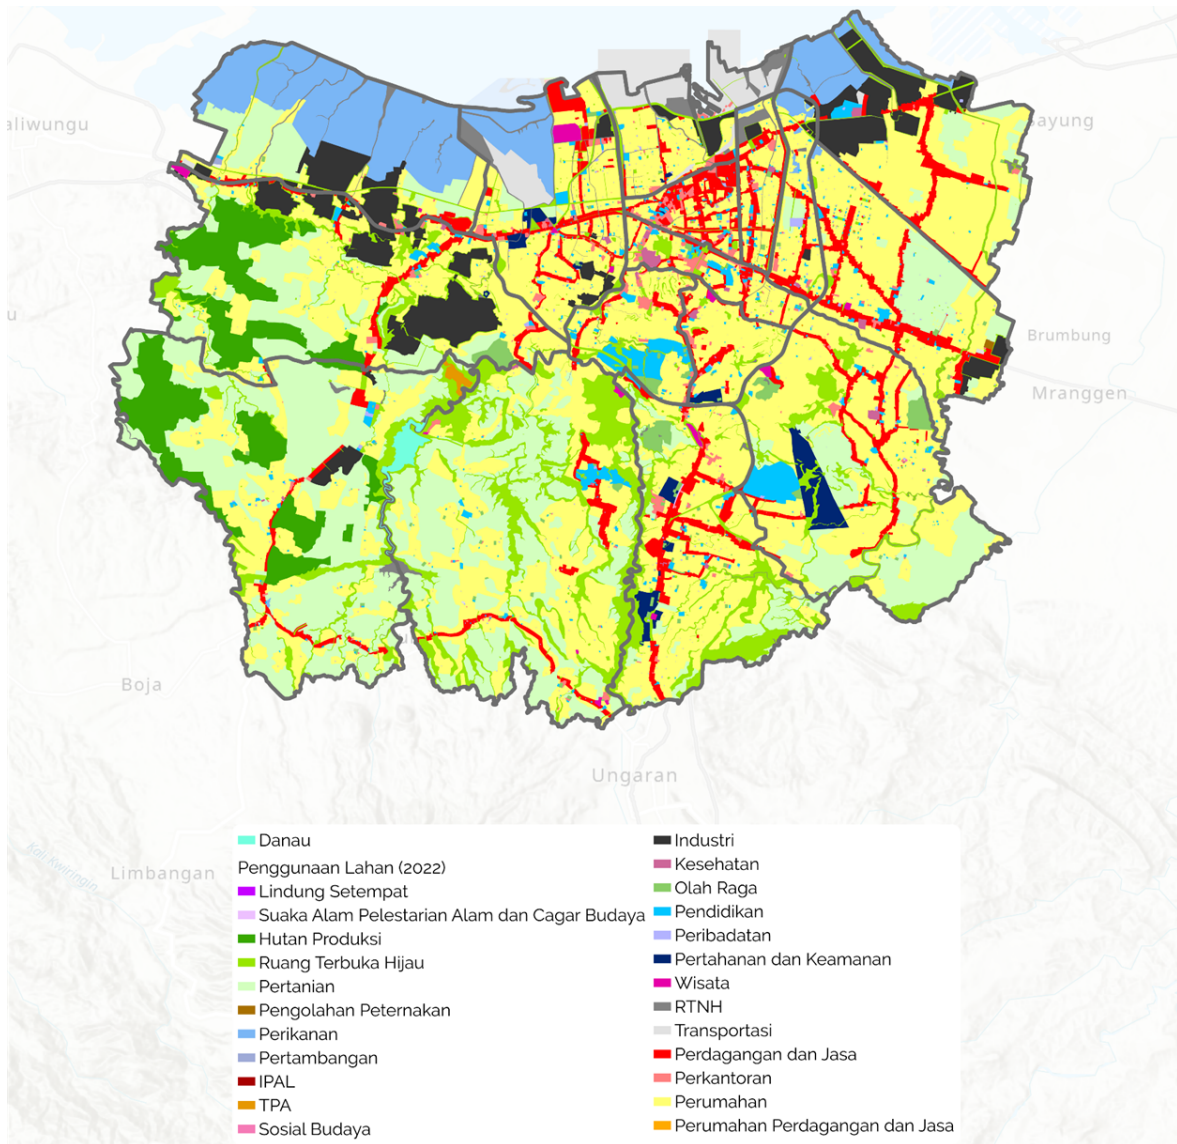 aliwungu
ayung
u
Brumbung
Mranggen
Boja
Ungaran
Limbangan
Kali Kwiringin
Danau
Penggunaan Lahan (2022)
Lindung Setempat
Suaka Alam Pelestarian Alam dan Cagar Budaya
Hutan Produksi
Ruang Terbuka Hijau
Pertanian
Pengolahan Peternakan
Perikanan
Pertambangan
IPAL
TPA
Sosial Budaya
Industri
Kesehatan
Olah Raga
Pendidikan
Peribadatan
Pertahanan dan Keamanan
Wisata
RTNH
Transportasi
Perdagangan dan Jasa
Perkantoran
Perumahan
Perumahan Perdagangan dan Jasa